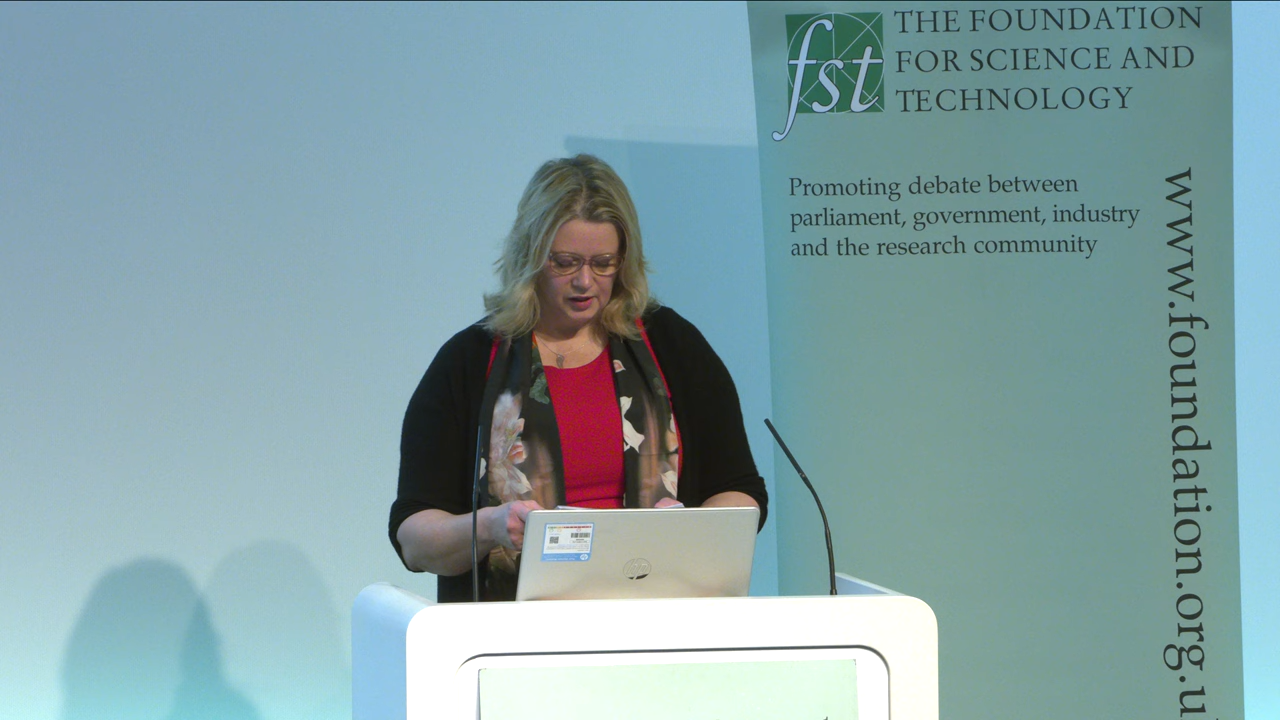 fst
THE FOUNDATION
FOR SCIENCE AND
TECHNOLOGY
Promoting debate between
parliament, government, industry
and the research community
www.foundation.org.u
hp